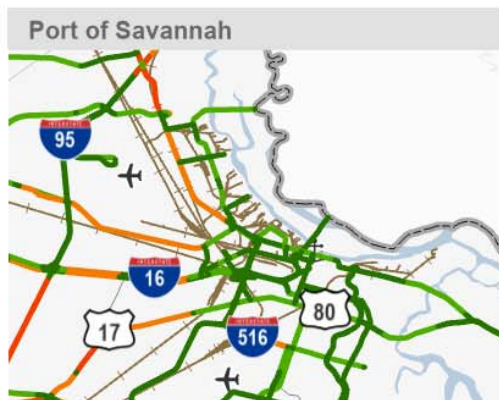 Port of Savannah
INTERSTATE
95
INTERSTATE
16
17
80
INTERSTATE
516